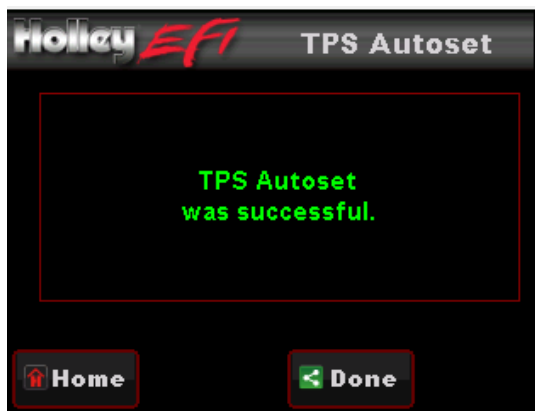 Holley EFI TPS Autoset
TPS Autoset
was successful.
Home Done